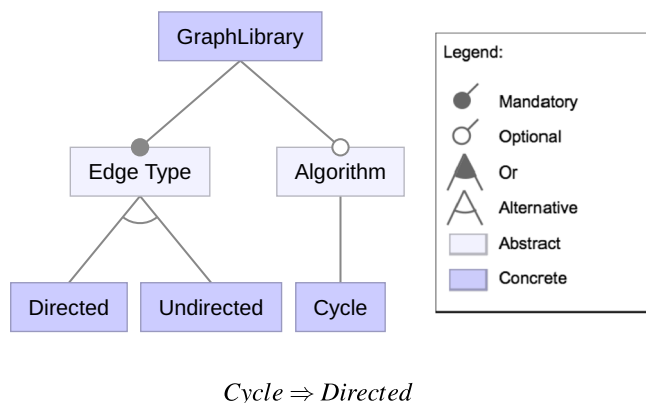 GraphLibrary
Edge Type
Algorithm
Directed
Undirected
Cycle
Legend:
Mandatory
Optional
Or
Alternative
Abstract
Concrete
Cycle ⇒ Directed